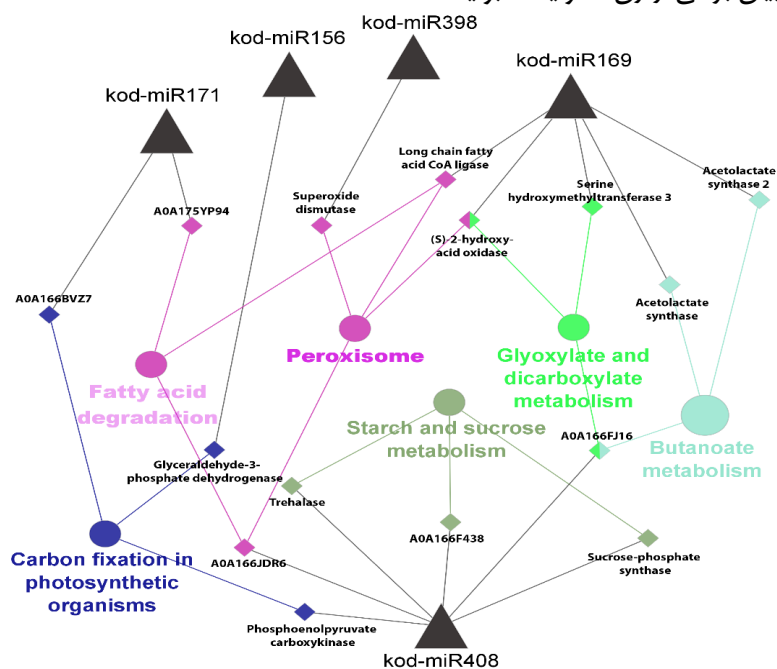 kod-miR398
kod-miR156
kod-miR169
kod-miR171
Long chain fatty
acid CoA ligase
Acetolactate
synthase 2
Serine
hydroxymethyltransferase 3
Superoxide
dismutase
A0A175YP94
(S)-2-hydroxy-
acid oxidase
A0A166BVZ7
Acetolactate
synthase
Peroxisome
Glyoxylate and
dicarboxylate
metabolism
Fatty acid
degradation
Starch and sucrose
metabolism
A0A166FJ16
Butanoate
metabolism
Glyceraldehyde-3-
phosphate dehydrogenase
Trehalase
A0A166F438
Sucrose-phosphate
synthase
Carbon fixation in
photosynthetic
organisms
A0A166JDR6
Phosphoenolpyruvate
carboxykinase
kod-miR408